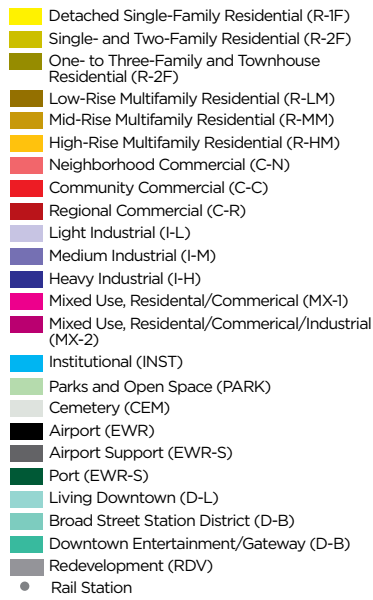 Detached Single-Family Residential (R-1F)
Single- and Two-Family Residential (R-2F)
One- to Three-Family and Townhouse
Residential (R-2F)
Low-Rise Multifamily Residential (R-LM)
Mid-Rise Multifamily Residential (R-MM)
High-Rise Multifamily Residential (R-HM)
Neighborhood Commercial (C-N)
Community Commercial (C-C)
Regional Commercial (C-R)
Light Industrial (I-L)
Medium Industrial (I-M)
Heavy Industrial (I-H)
Mixed Use, Residental/Commerical (MX-1)
Mixed Use, Residental/Commerical/Industrial
(MX-2)
Institutional (INST)
Parks and Open Space (PARK)
Cemetery (CEM)
Airport (EWR)
Airport Support (EWR-S)
Port (EWR-S)
Living Downtown (D-L)
Broad Street Station District (D-B)
Downtown Entertainment/Gateway (D-B)
Redevelopment (RDV)
Rail Station